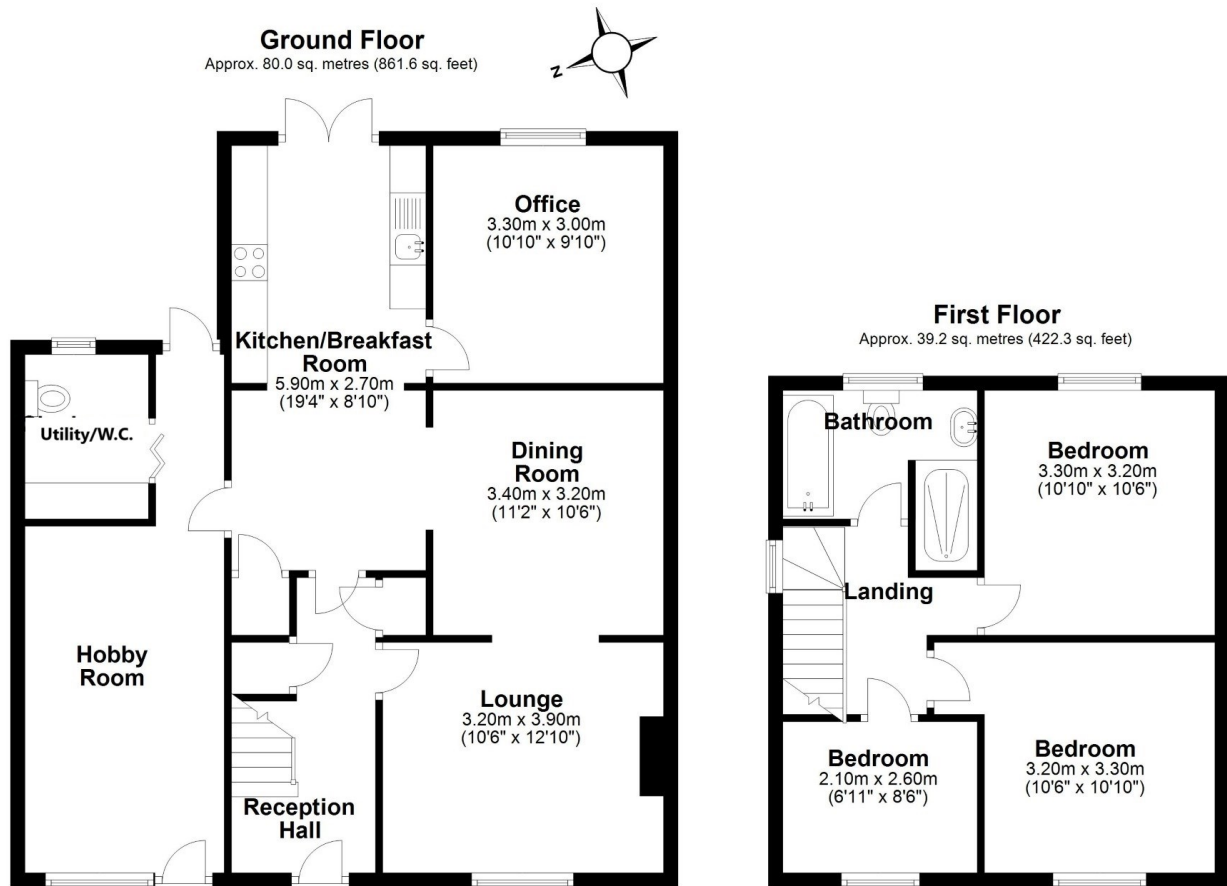 Ground Floor
Approx. 80.0 sq. metres (861.6 sq. feet)
N
Office
3.30m x 3.00m
(10'10" x 9'10")
Kitchen/Breakfast
Room
5.90m x 2.70m
(19'4" x 8'10")
Utility/W.C.
Dining
Room
3.40m x 3.20m
(11'2" x 10'6")
Hobby
Room
Lounge
3.20m x 3.90m
(10'6" x 12'10")
Reception
Hall
First Floor
Approx. 39.2 sq. metres (422.3 sq. feet)
Bathroom
Bedroom
3.30m x 3.20m
(10'10" x 10'6")
Landing
Bedroom
2.10m x 2.60m
(6'11" x 8'6")
Bedroom
3.20m x 3.30m
(10'6" x 10'10")